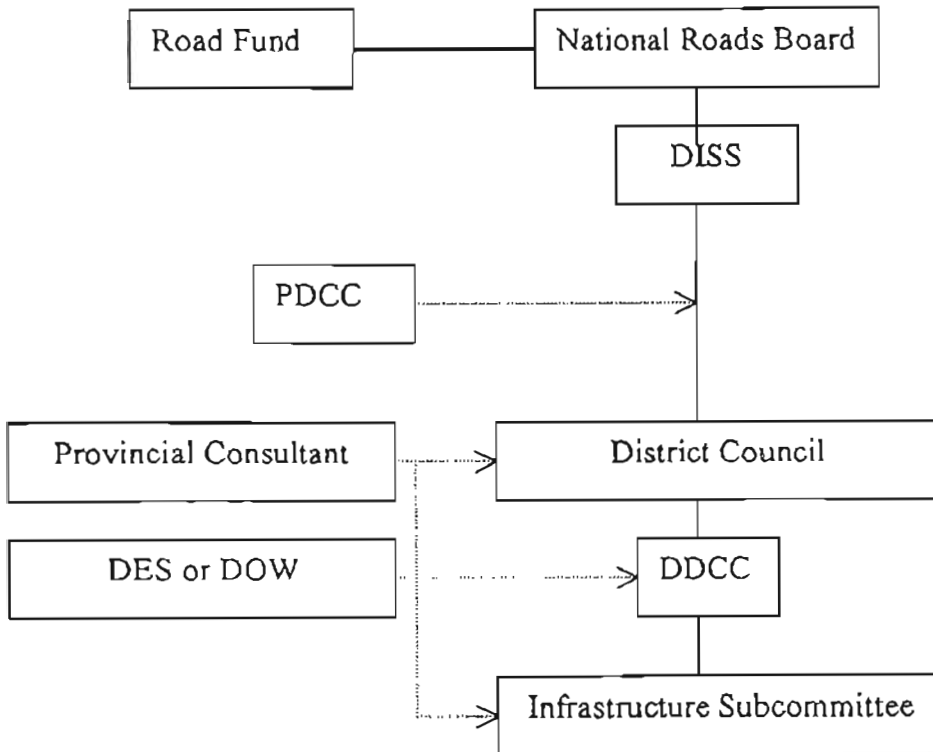 Road Fund
National Roads Board
DISS
PDCC
Provincial Consultant
District Council
DES or DOW
DDCC
Infrastructure Subcommittee